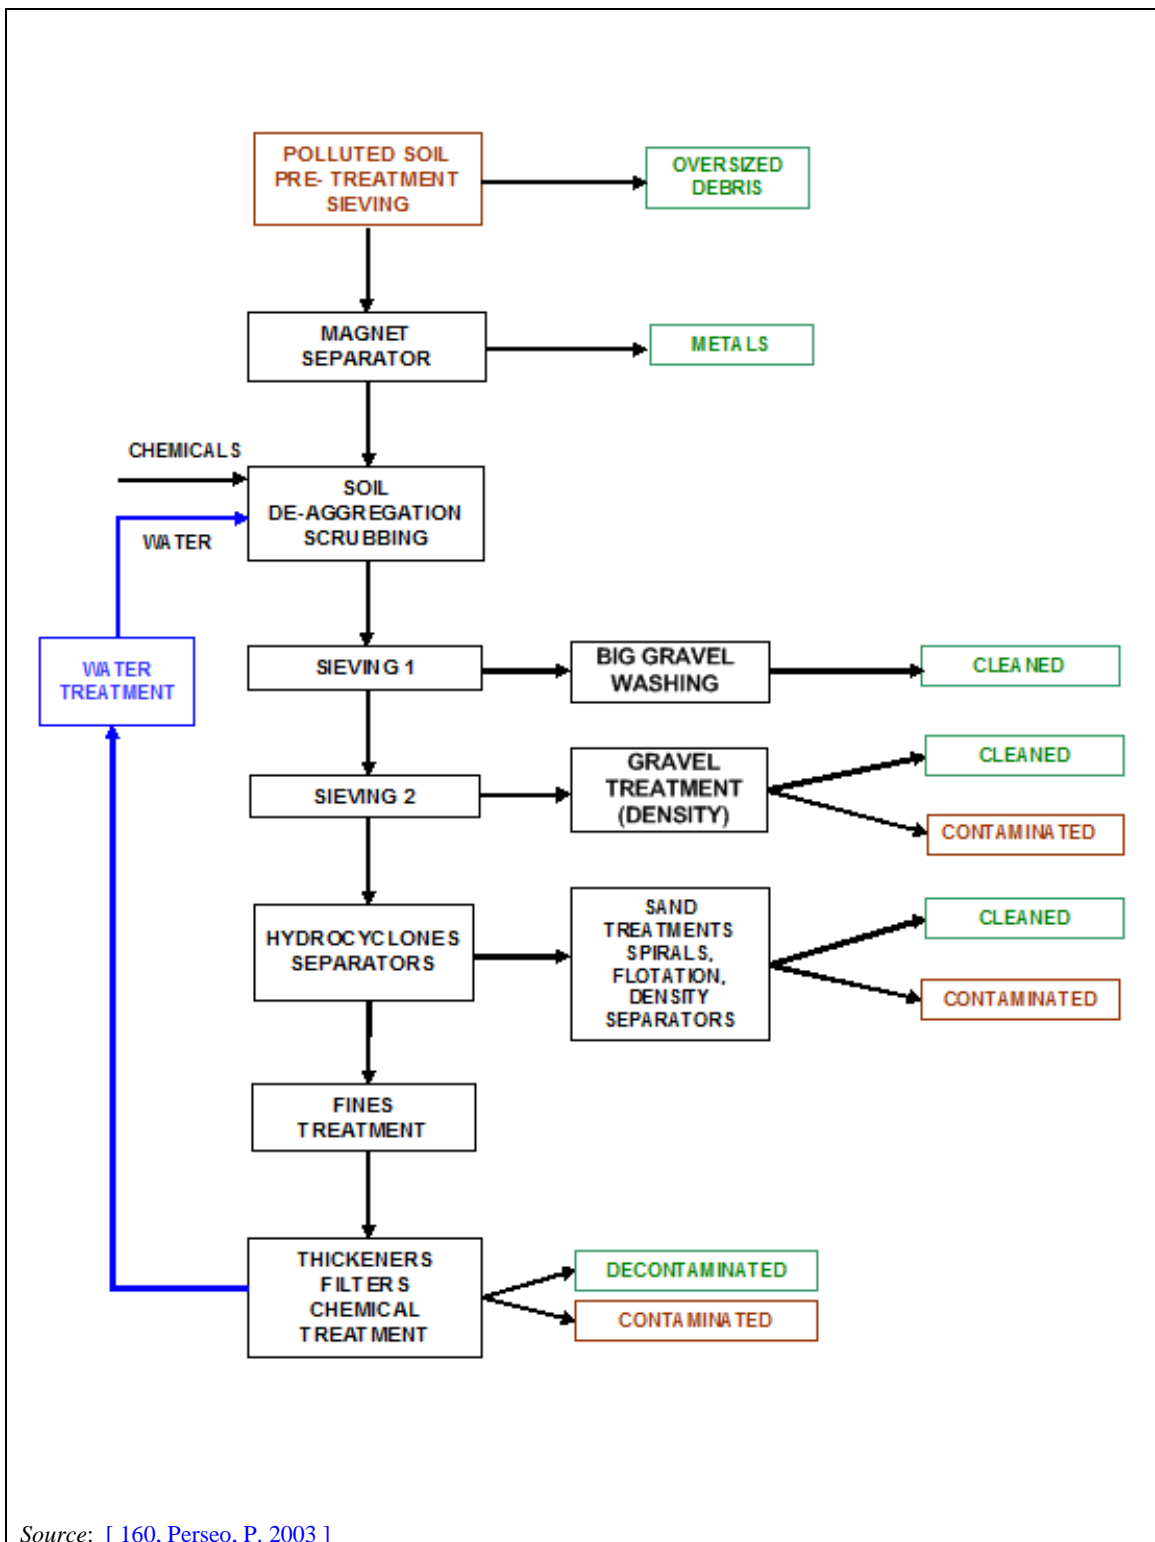 POLLUTED SOIL
PRE- TREATMENT
SIEVING
OVERSIZED
DEBRIS
MAGNET
SEPARATOR
METALS
CHEMICALS
SOIL
DE-AGGREGATION
SCRUBBING
WATER
WATER
TREATMENT
SIEVING 1
BIG GRAVEL
WASHING
CLEANED
SIEVING 2
GRAVEL
TREATMENT
(DENSITY)
CLEANED
CONTAMINATED
HYDROCYCLONES
SEPARATORS
SAND
TREATMENTS
SPIRALS,
FLOTATION,
DENSITY
SEPARATORS
CLEANED
CONTAMINATED
FINES
TREATMENT
THICKENERS
FILTERS
CHEMICAL
TREATMENT
DECONTAMINATED
CONTAMINATED
Source: [ 160, Perseo, P. 2003 ]